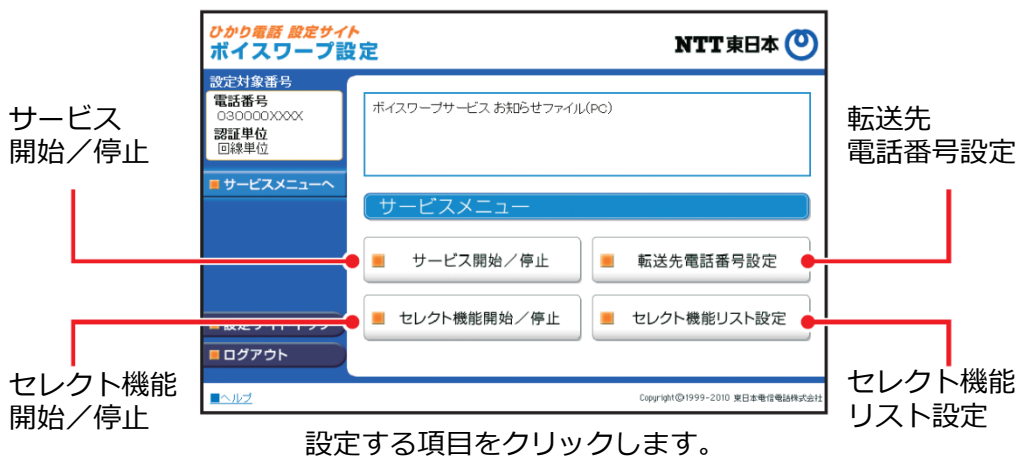 ひかり電話 設定サイト
ボイスワープ設定
NTT東日本
設定対象番号
電話番号
030000XXXX
認証単位
回線単位
ボイスワープサービス お知らせファイル(PC)
サービス
開始／停止
転送先
電話番号設定
サービスメニューへ
サービスメニュー
サービス開始／停止
転送先電話番号設定
セレクト機能開始／停止
セレクト機能リスト設定
設定サイトトップ
ログアウト
セレクト機能
開始／停止
セレクト機能
リスト設定
ヘルプ
Copyright©1999-2010 東日本電信電話株式会社
設定する項目をクリックします。